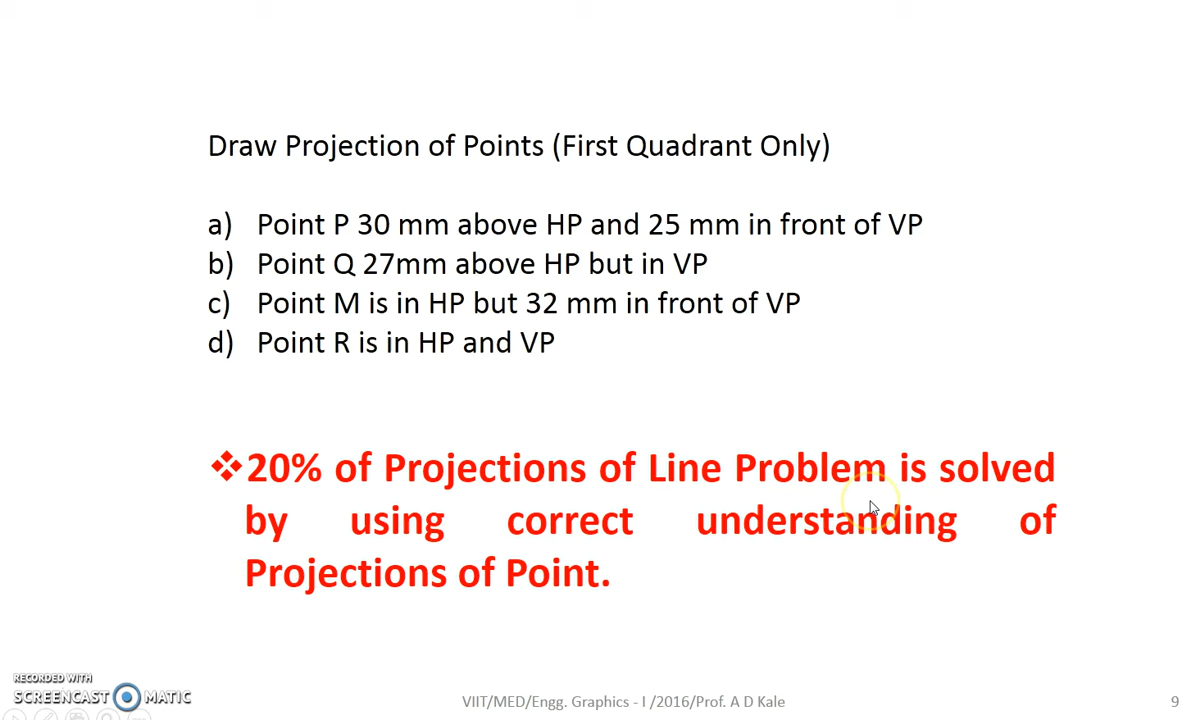 Draw Projection of Points (First Quadrant Only)
a) Point P 30 mm above HP and 25 mm in front of VP
b) Point Q 27mm above HP but in VP
c) Point M is in HP but 32 mm in front of VP
d) Point R is in HP and VP
❖20% of Projections of Line Problem is solved
by using correct understanding of
Projections of Point.
RECORDED WITH
SCREENCAST MATIC
VIIT/MED/Engg. Graphics - I /2016/Prof. A D Kale
9